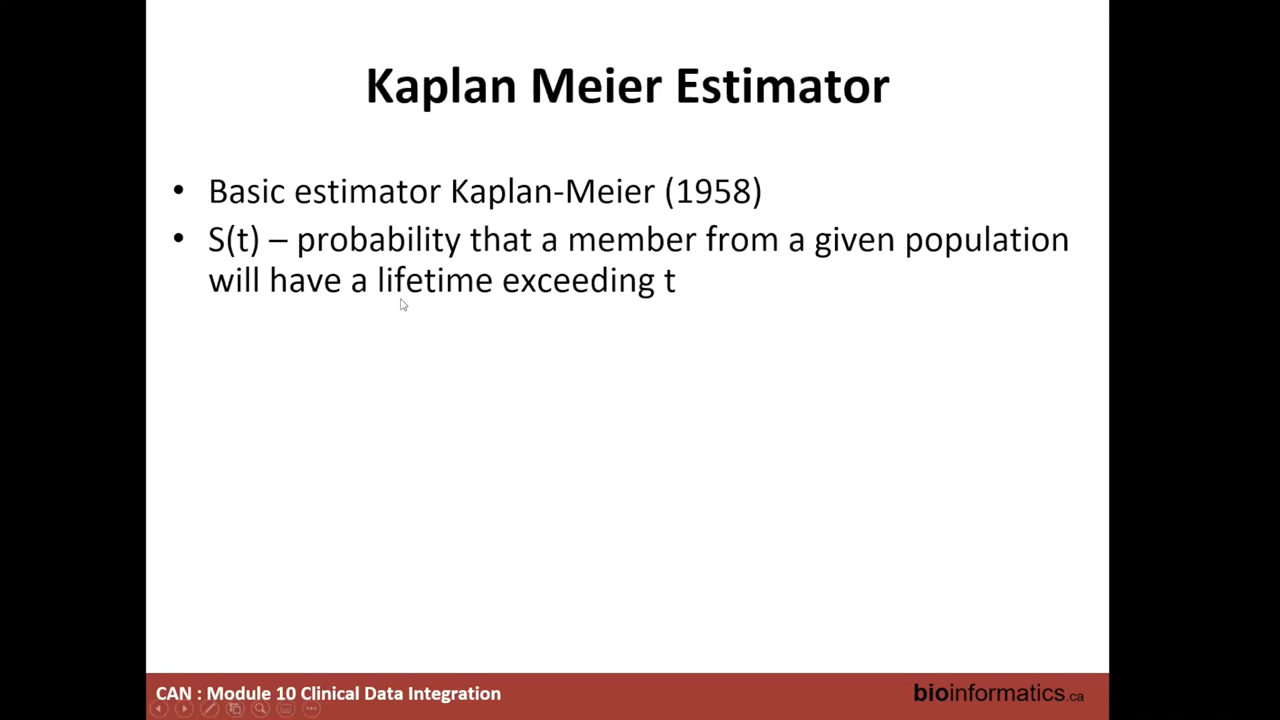 Kaplan Meier Estimator
• Basic estimator Kaplan-Meier (1958)
• S(t) – probability that a member from a given population
will have a lifetime exceeding t
CAN : Module 10 Clinical Data Integration
bioinformatics.ca